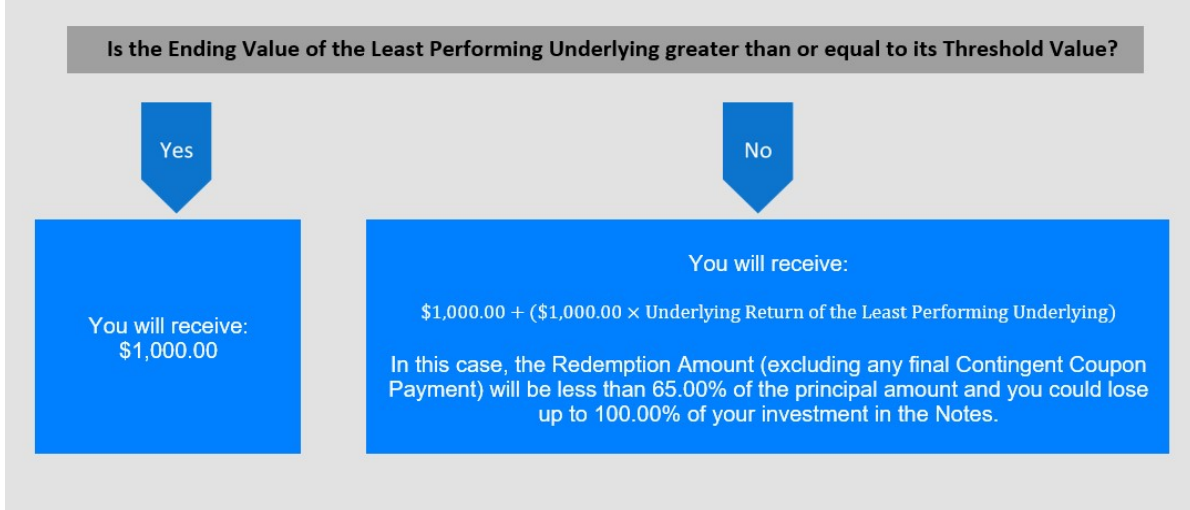 Is the Ending Value of the Least Performing Underlying greater than or equal to its Threshold Value?
Yes
No
You will receive:
$1,000.00
You will receive:
$1,000.00 + ($1,000.00 × Underlying Return of the Least Performing Underlying)
In this case, the Redemption Amount (excluding any final Contingent Coupon
Payment) will be less than 65.00% of the principal amount and you could lose
up to 100.00% of your investment in the Notes.